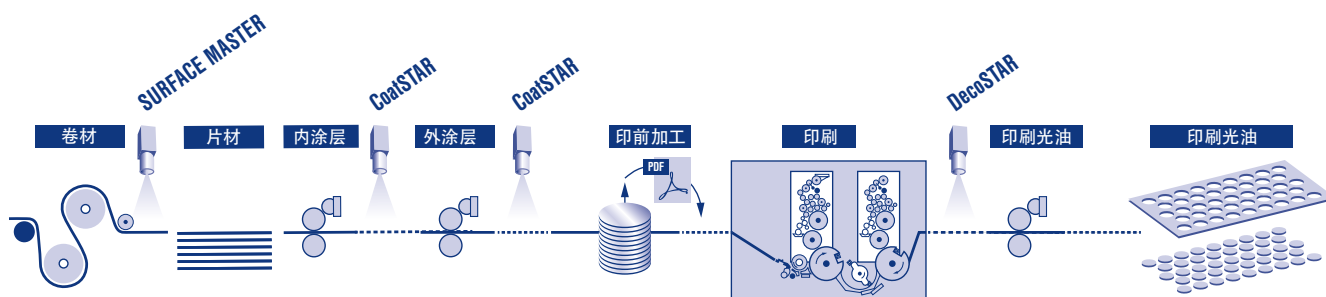 SURFACE MASTER
CoatSTAR
CoatSTAR
DecoSTAR
卷材
片材
内涂层
外涂层
印前加工
印刷
印刷光油
印刷光油
PDF